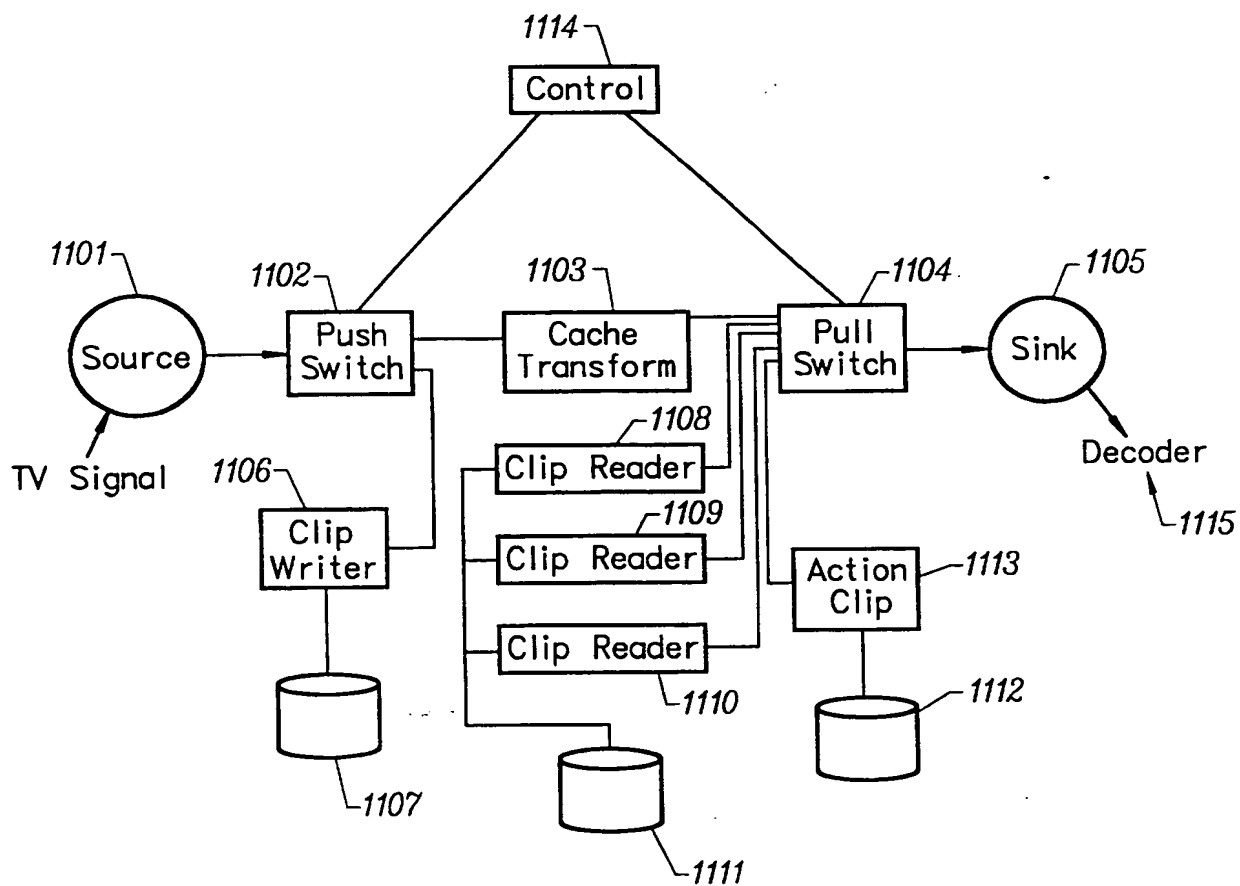 1114
Control
1101
1102
1103
1104
1105
Source
Push
Switch
Cache
Transform
Pull
Switch
Sink
TV Signal
1106
Clip
Writer
1107
1108
Clip Reader
1109
Clip Reader
Clip Reader
1110
1111
Decoder
1115
Action
Clip
1113
1112